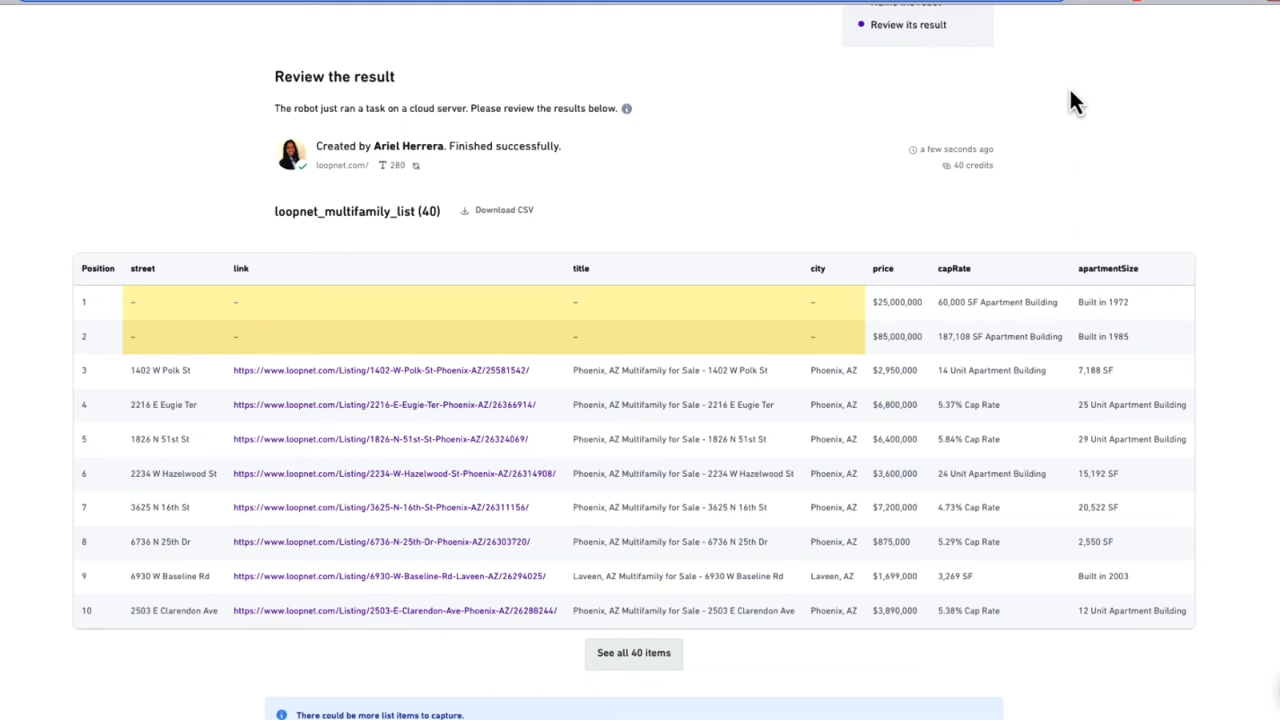 Review its result
Review the result
The robot just ran a task on a cloud server. Please review the results below.
Created by Ariel Herrera. Finished successfully.
a few seconds ago
loopnet.com/ 280
40 credits
loopnet_multifamily_list (40) Download CSV
Position street link title city price capRate apartmentSize
1 – – – – $25,000,000 60,000 SF Apartment Building Built in 1972
2 – – – – $85,000,000 187,108 SF Apartment Building Built in 1985
3 1402 W Polk St https://www.loopnet.com/Listing/1402-W-Polk-St-Phoenix-AZ/25581542/ Phoenix, AZ Multifamily for Sale - 1402 W Polk St Phoenix, AZ $2,950,000 14 Unit Apartment Building 7,188 SF
4 2216 E Eugie Ter https://www.loopnet.com/Listing/2216-E-Eugie-Ter-Phoenix-AZ/26366914/ Phoenix, AZ Multifamily for Sale - 2216 E Eugie Ter Phoenix, AZ $6,800,000 5.37% Cap Rate 25 Unit Apartment Building
5 1826 N 51st St https://www.loopnet.com/Listing/1826-N-51st-St-Phoenix-AZ/26324069/ Phoenix, AZ Multifamily for Sale - 1826 N 51st St Phoenix, AZ $6,400,000 5.84% Cap Rate 29 Unit Apartment Building
6 2234 W Hazelwood St https://www.loopnet.com/Listing/2234-W-Hazelwood-St-Phoenix-AZ/26314908/ Phoenix, AZ Multifamily for Sale - 2234 W Hazelwood St Phoenix, AZ $3,600,000 24 Unit Apartment Building 15,192 SF
7 3625 N 16th St https://www.loopnet.com/Listing/3625-N-16th-St-Phoenix-AZ/26311156/ Phoenix, AZ Multifamily for Sale - 3625 N 16th St Phoenix, AZ $7,200,000 4.73% Cap Rate 20,522 SF
8 6736 N 25th Dr https://www.loopnet.com/Listing/6736-N-25th-Dr-Phoenix-AZ/26303720/ Phoenix, AZ Multifamily for Sale - 6736 N 25th Dr Phoenix, AZ $875,000 5.29% Cap Rate 2,550 SF
9 6930 W Baseline Rd https://www.loopnet.com/Listing/6930-W-Baseline-Rd-Laveen-AZ/26294025/ Laveen, AZ Multifamily for Sale - 6930 W Baseline Rd Laveen, AZ $1,699,000 3,269 SF Built in 2003
10 2503 E Clarendon Ave https://www.loopnet.com/Listing/2503-E-Clarendon-Ave-Phoenix-AZ/26288244/ Phoenix, AZ Multifamily for Sale - 2503 E Clarendon Ave Phoenix, AZ $3,890,000 5.38% Cap Rate 12 Unit Apartment Building
See all 40 items
There could be more list items to capture.